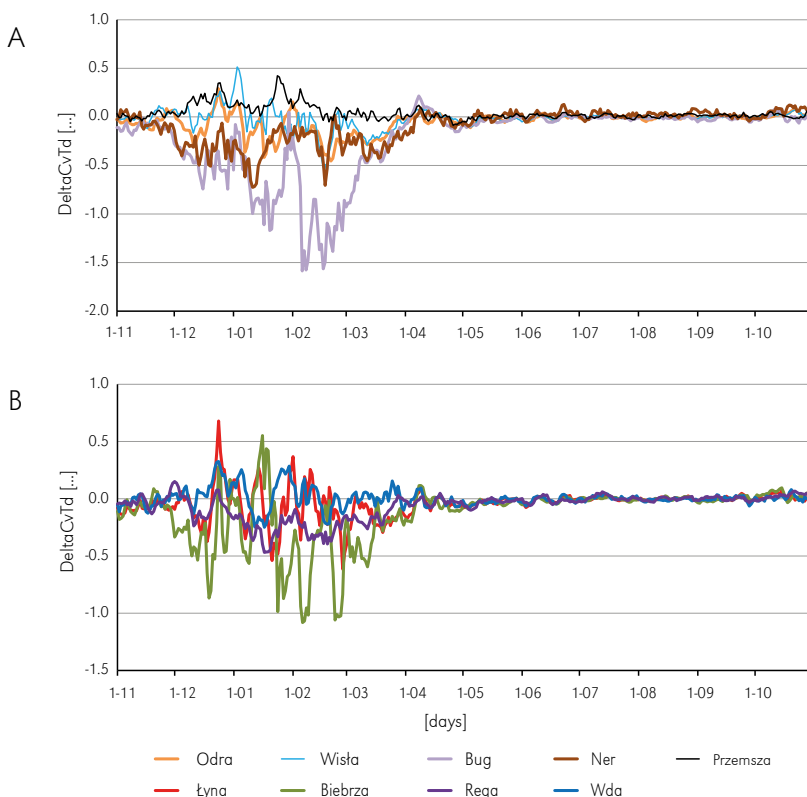 A
1.0
0.5
0.0
-0.5
-1.0
-1.5
-2.0
DeltaCvTd [...]
1-11 1-12 1-01 1-02 1-03 1-04 1-05 1-06 1-07 1-08 1-09 1-10
B
1.0
0.5
0.0
-0.5
-1.0
-1.5
DeltaCvTd [...]
1-11 1-12 1-01 1-02 1-03 1-04 1-05 1-06 1-07 1-08 1-09 1-10
[days]
Odra Wisła Bug Ner Przemsza
Łyna Biebrza Rega Wda